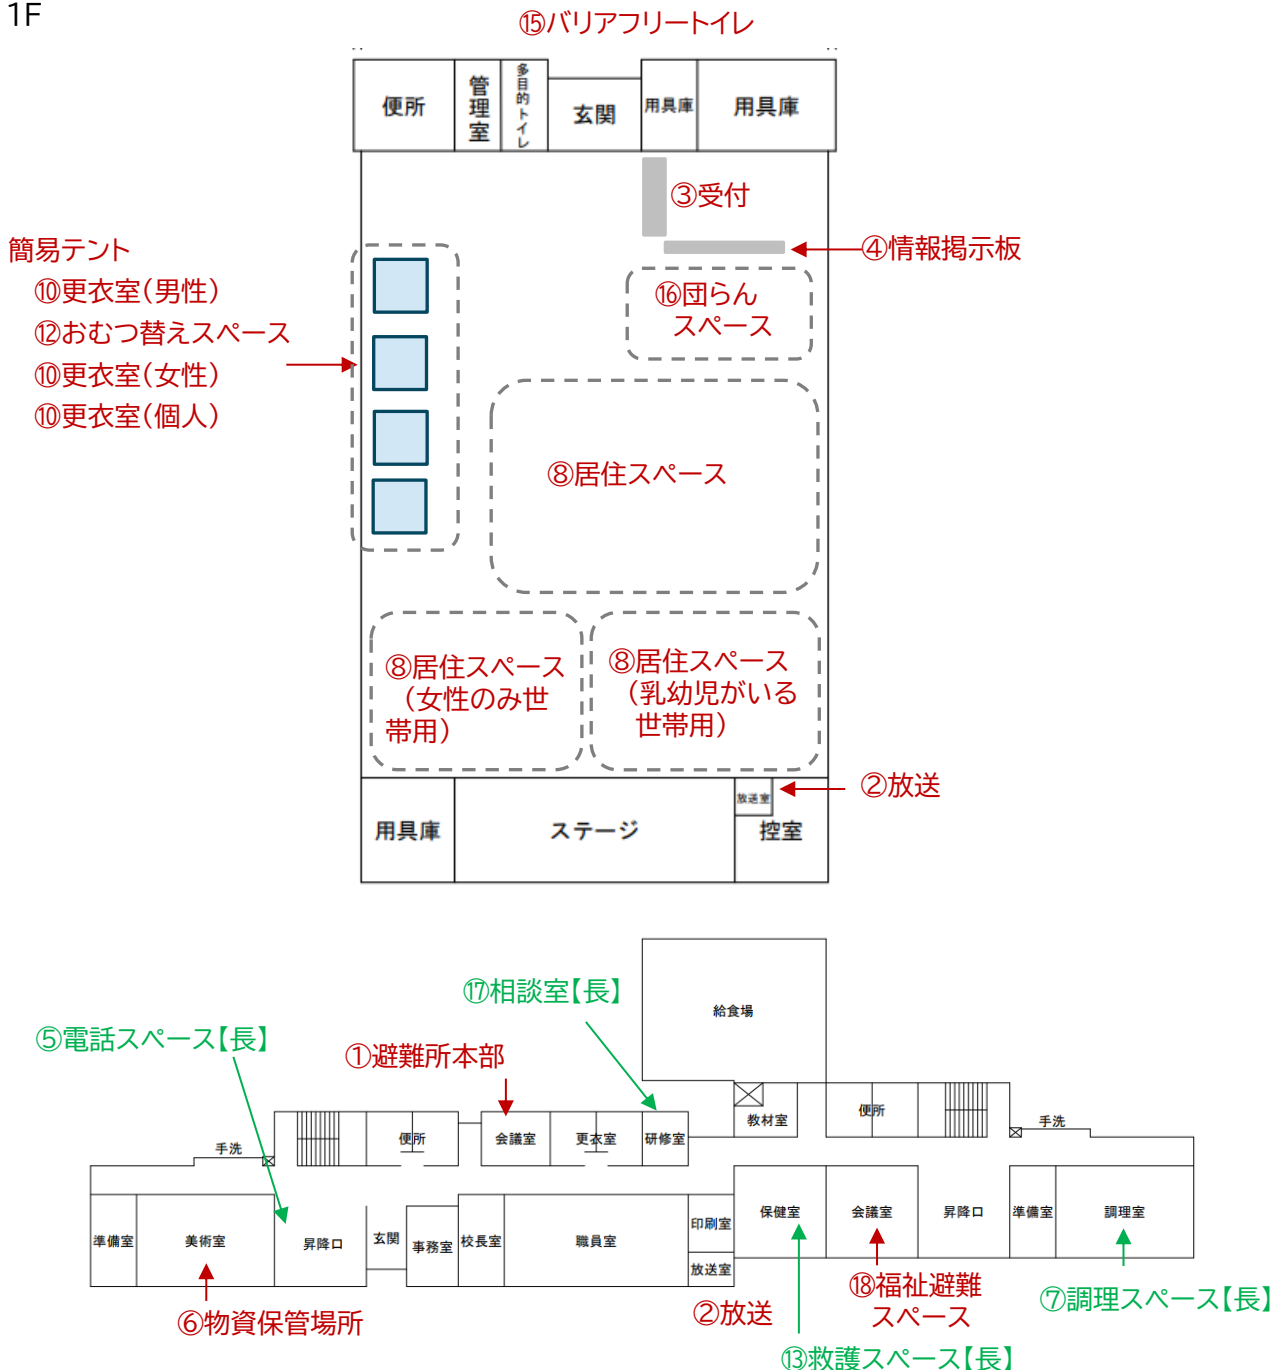 1F
⑮バリアフリートイレ
便所
管理室
多目的トイレ
玄関
用具庫
用具庫
③受付
④情報掲示板
簡易テント
⑩更衣室(男性)
⑫おむつ替えスペース
⑩更衣室(女性)
⑩更衣室(個人)
⑯団らん
スペース
⑧居住スペース
⑧居住スペース
(女性のみ世
帯用)
⑧居住スペース
(乳幼児がいる
世帯用)
②放送
放送室
用具庫
ステージ
控室
⑰相談室【長】
給食場
⑤電話スペース【長】
①避難所本部
教材室
便所
手洗
手洗
便所
会議室
更衣室
研修室
準備室
美術室
昇降口
玄関
事務室
校長室
職員室
印刷室
放送室
保健室
会議室
昇降口
準備室
調理室
⑥物資保管場所
②放送
⑱福祉避難
スペース
⑦調理スペース【長】
⑬救護スペース【長】